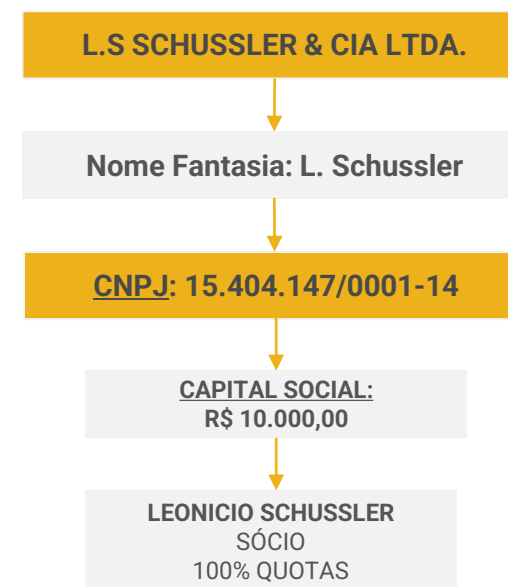 L.S SCHUSSLER & CIA LTDA.
Nome Fantasia: L. Schussler
CNPJ: 15.404.147/0001-14
CAPITAL SOCIAL:
R$ 10.000,00
LEONICIO SCHUSSLER
SÓCIO
100% QUOTAS